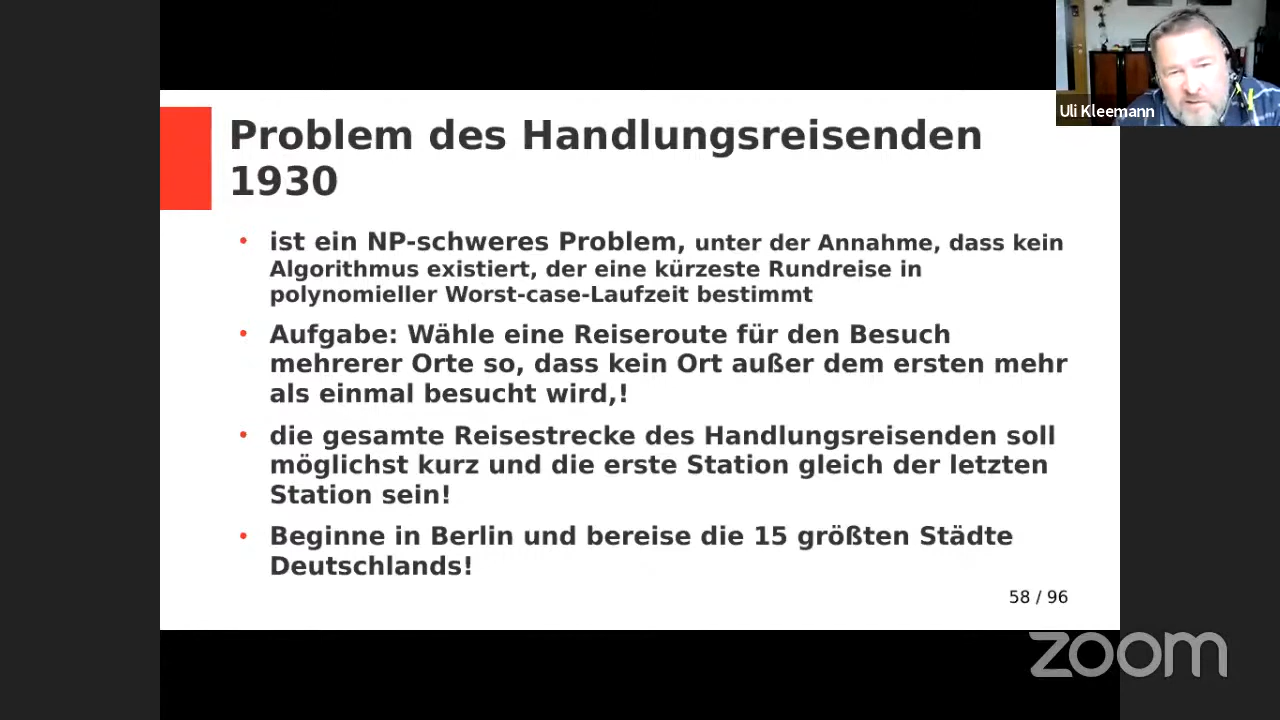 Uli Kleemann
Problem des Handlungsreisenden
1930
• ist ein NP-schweres Problem, unter der Annahme, dass kein
Algorithmus existiert, der eine kürzeste Rundreise in
polynomieller Worst-case-Laufzeit bestimmt
• Aufgabe: Wähle eine Reiseroute für den Besuch
mehrerer Orte so, dass kein Ort außer dem ersten mehr
als einmal besucht wird,!
• die gesamte Reisestrecke des Handlungsreisenden soll
möglichst kurz und die erste Station gleich der letzten
Station sein!
• Beginne in Berlin und bereise die 15 größten Städte
Deutschlands!
58 / 96
zoom